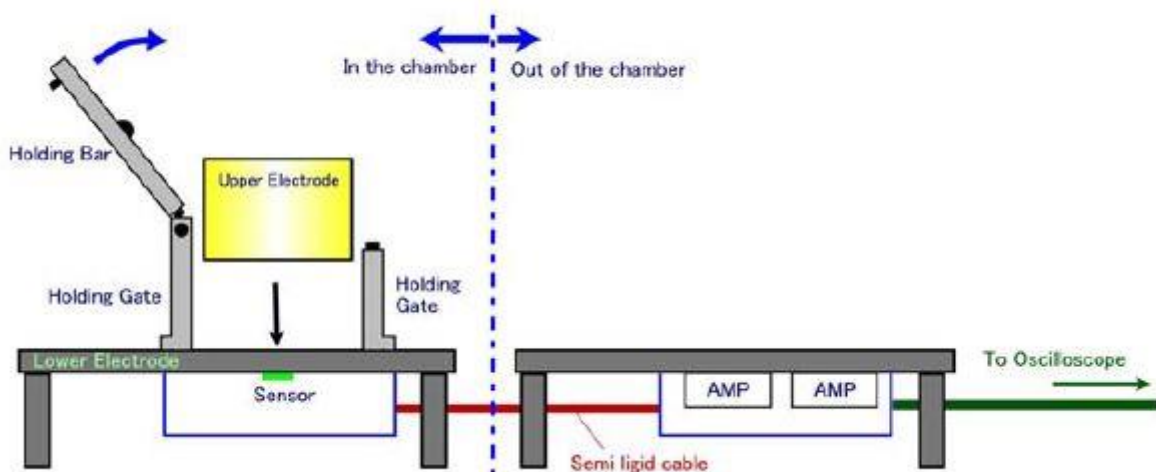 In the chamber
Out of the chamber
Holding Bar
Upper Electrode
Holding Gate
Holding
Gate
Lower Electrode
Sensor
AMP
AMP
To Oscilloscope
Semi ligid cable